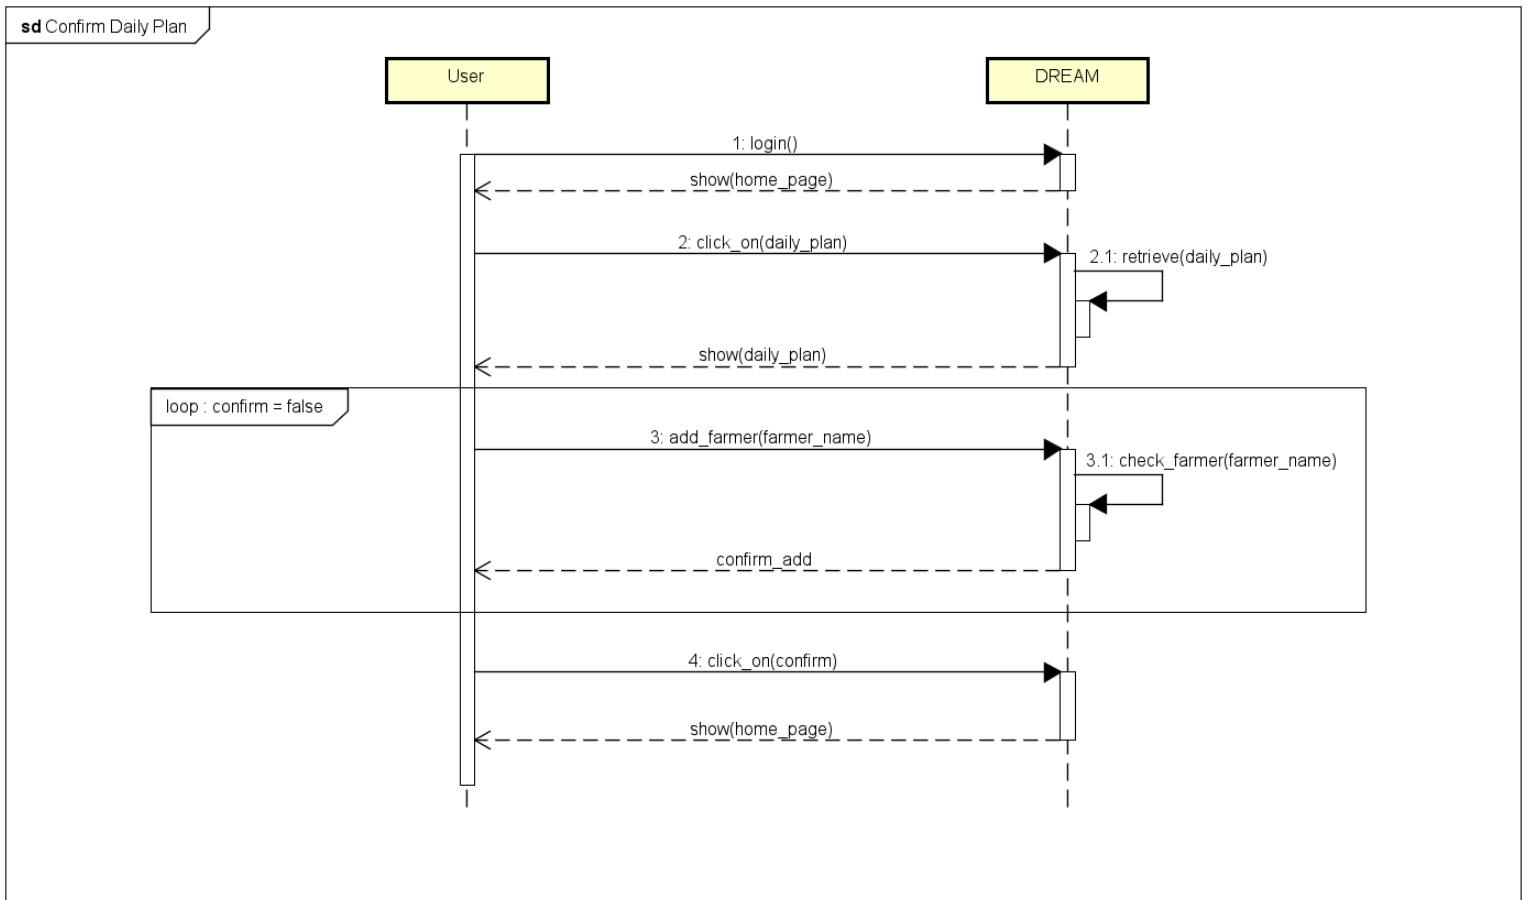 sd Confirm Daily Plan
User
DREAM
1: login()
show(home_page)
2: click_on(daily_plan)
2.1: retrieve(daily_plan)
show(daily_plan)
loop : confirm = false
3: add_farmer(farmer_name)
3.1: check_farmer(farmer_name)
confirm_add
4: click_on(confirm)
show(home_page)